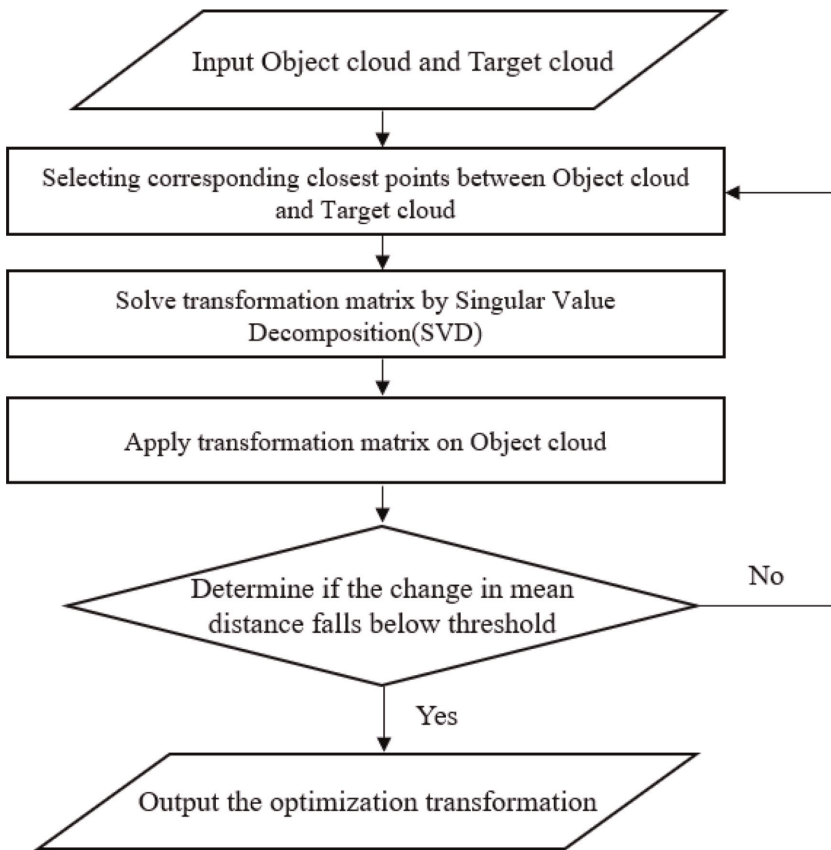 Input Object cloud and Target cloud
Selecting corresponding closest points between Object cloud
and Target cloud
Solve transformation matrix by Singular Value
Decomposition(SVD)
Apply transformation matrix on Object cloud
Determine if the change in mean
distance falls below threshold
No
Yes
Output the optimization transformation